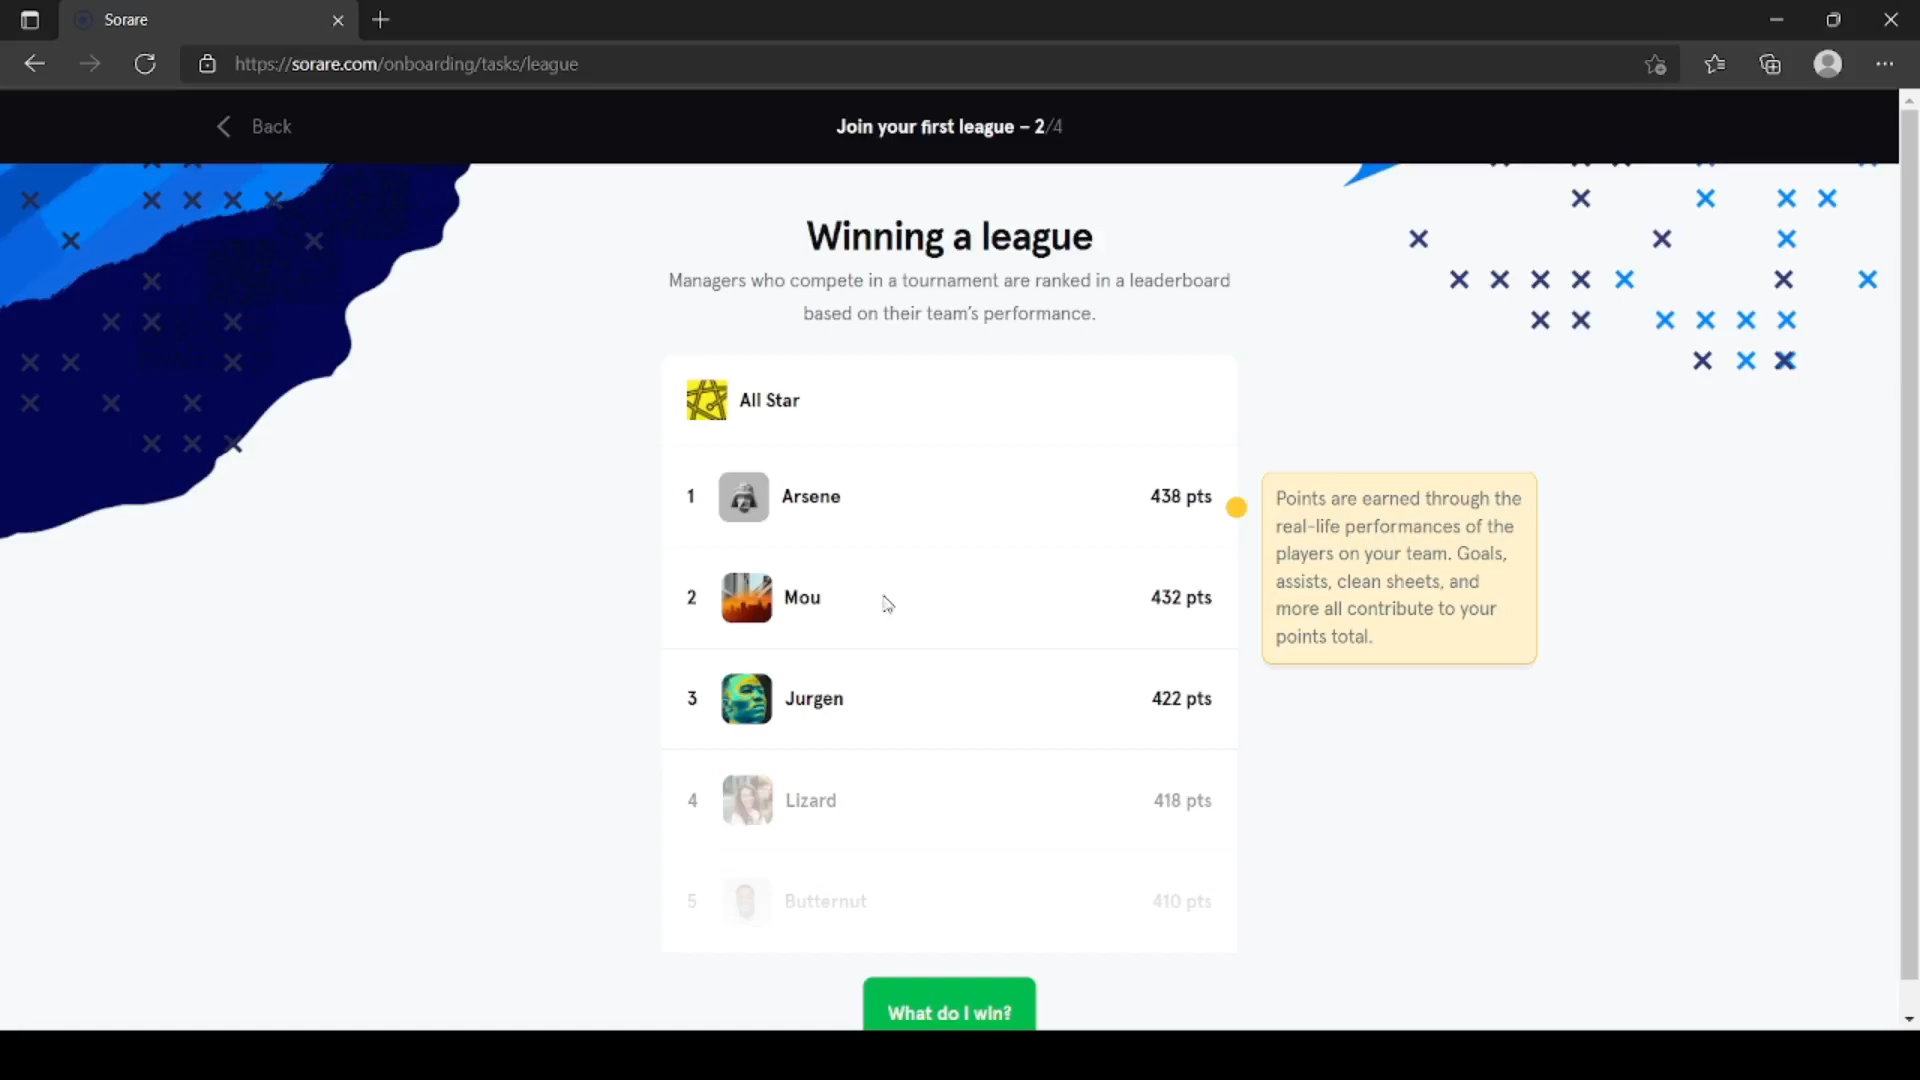 Sorare
https://sorare.com/onboarding/tasks/league
Back
Join your first league – 2/4
Winning a league
Managers who compete in a tournament are ranked in a leaderboard
based on their team's performance.
All Star
1 Arsene 438 pts
Points are earned through the
real-life performances of the
players on your team. Goals,
assists, clean sheets, and
more all contribute to your
points total.
2 Mou 432 pts
3 Jurgen 422 pts
4 Lizard 418 pts
5 Butternut 410 pts
What do I win?